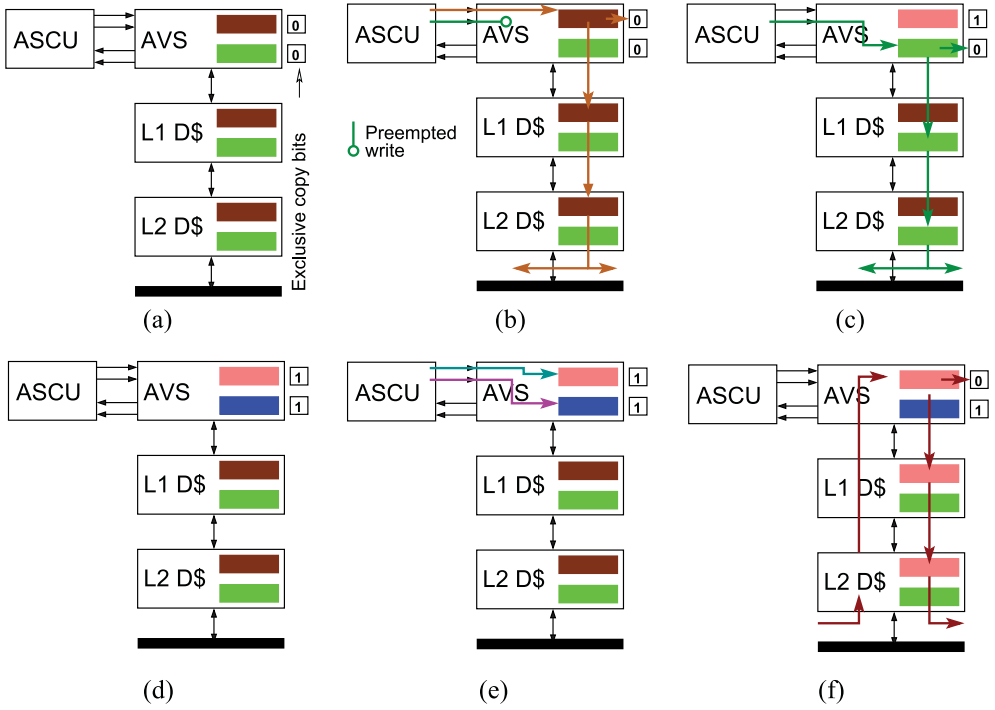 ASCU AVS 0
0
L1 D$
L2 D$
Exclusive copy bits
(a)
ASCU AVS 0
0
Preempted
write
L1 D$
L2 D$
(b)
ASCU AVS 1
0
L1 D$
L2 D$
(c)
ASCU AVS 1
1
L1 D$
L2 D$
(d)
ASCU AVS 1
1
L1 D$
L2 D$
(e)
ASCU AVS 0
1
L1 D$
L2 D$
(f)